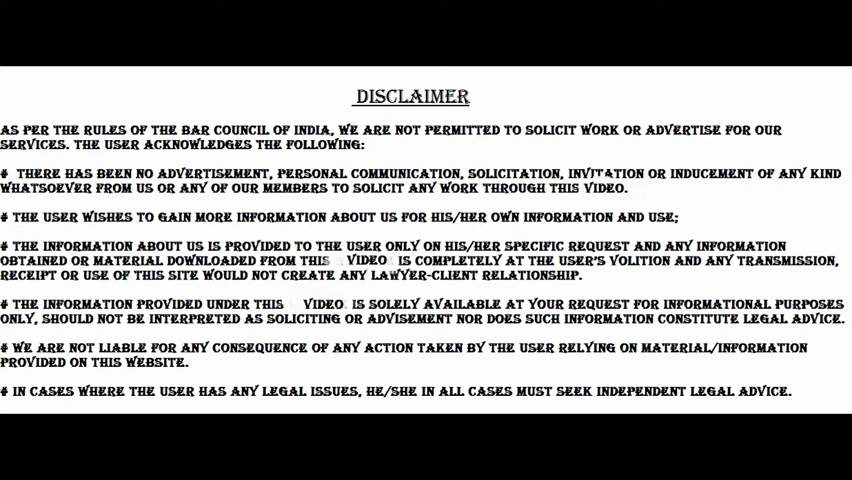 DISCLAIMER
AS PER THE RULES OF THE BAR COUNCIL OF INDIA, WE ARE NOT PERMITTED TO SOLICIT WORK OR ADVERTISE FOR OUR
SERVICES. THE USER ACKNOWLEDGES THE FOLLOWING:
# THERE HAS BEEN NO ADVERTISEMENT, PERSONAL COMMUNICATION, SOLICITATION, INVITATION OR INDUCEMENT OF ANY KIND
WHATSOEVER FROM US OR ANY OF OUR MEMBERS TO SOLICIT ANY WORK THROUGH THIS VIDEO.
# THE USER WISHES TO GAIN MORE INFORMATION ABOUT US FOR HIS/HER OWN INFORMATION AND USE;
# THE INFORMATION ABOUT US IS PROVIDED TO THE USER ONLY ON HIS/HER SPECIFIC REQUEST AND ANY INFORMATION
OBTAINED OR MATERIAL DOWNLOADED FROM THIS VIDEO IS COMPLETELY AT THE USER'S VOLITION AND ANY TRANSMISSION,
RECEIPT OR USE OF THIS SITE WOULD NOT CREATE ANY LAWYER-CLIENT RELATIONSHIP.
# THE INFORMATION PROVIDED UNDER THIS VIDEO IS SOLELY AVAILABLE AT YOUR REQUEST FOR INFORMATIONAL PURPOSES
ONLY, SHOULD NOT BE INTERPRETED AS SOLICITING OR ADVISEMENT NOR DOES SUCH INFORMATION CONSTITUTE LEGAL ADVICE.
# WE ARE NOT LIABLE FOR ANY CONSEQUENCE OF ANY ACTION TAKEN BY THE USER RELYING ON MATERIAL/INFORMATION
PROVIDED ON THIS WEBSITE.
# IN CASES WHERE THE USER HAS ANY LEGAL ISSUES, HE/SHE IN ALL CASES MUST SEEK INDEPENDENT LEGAL ADVICE.